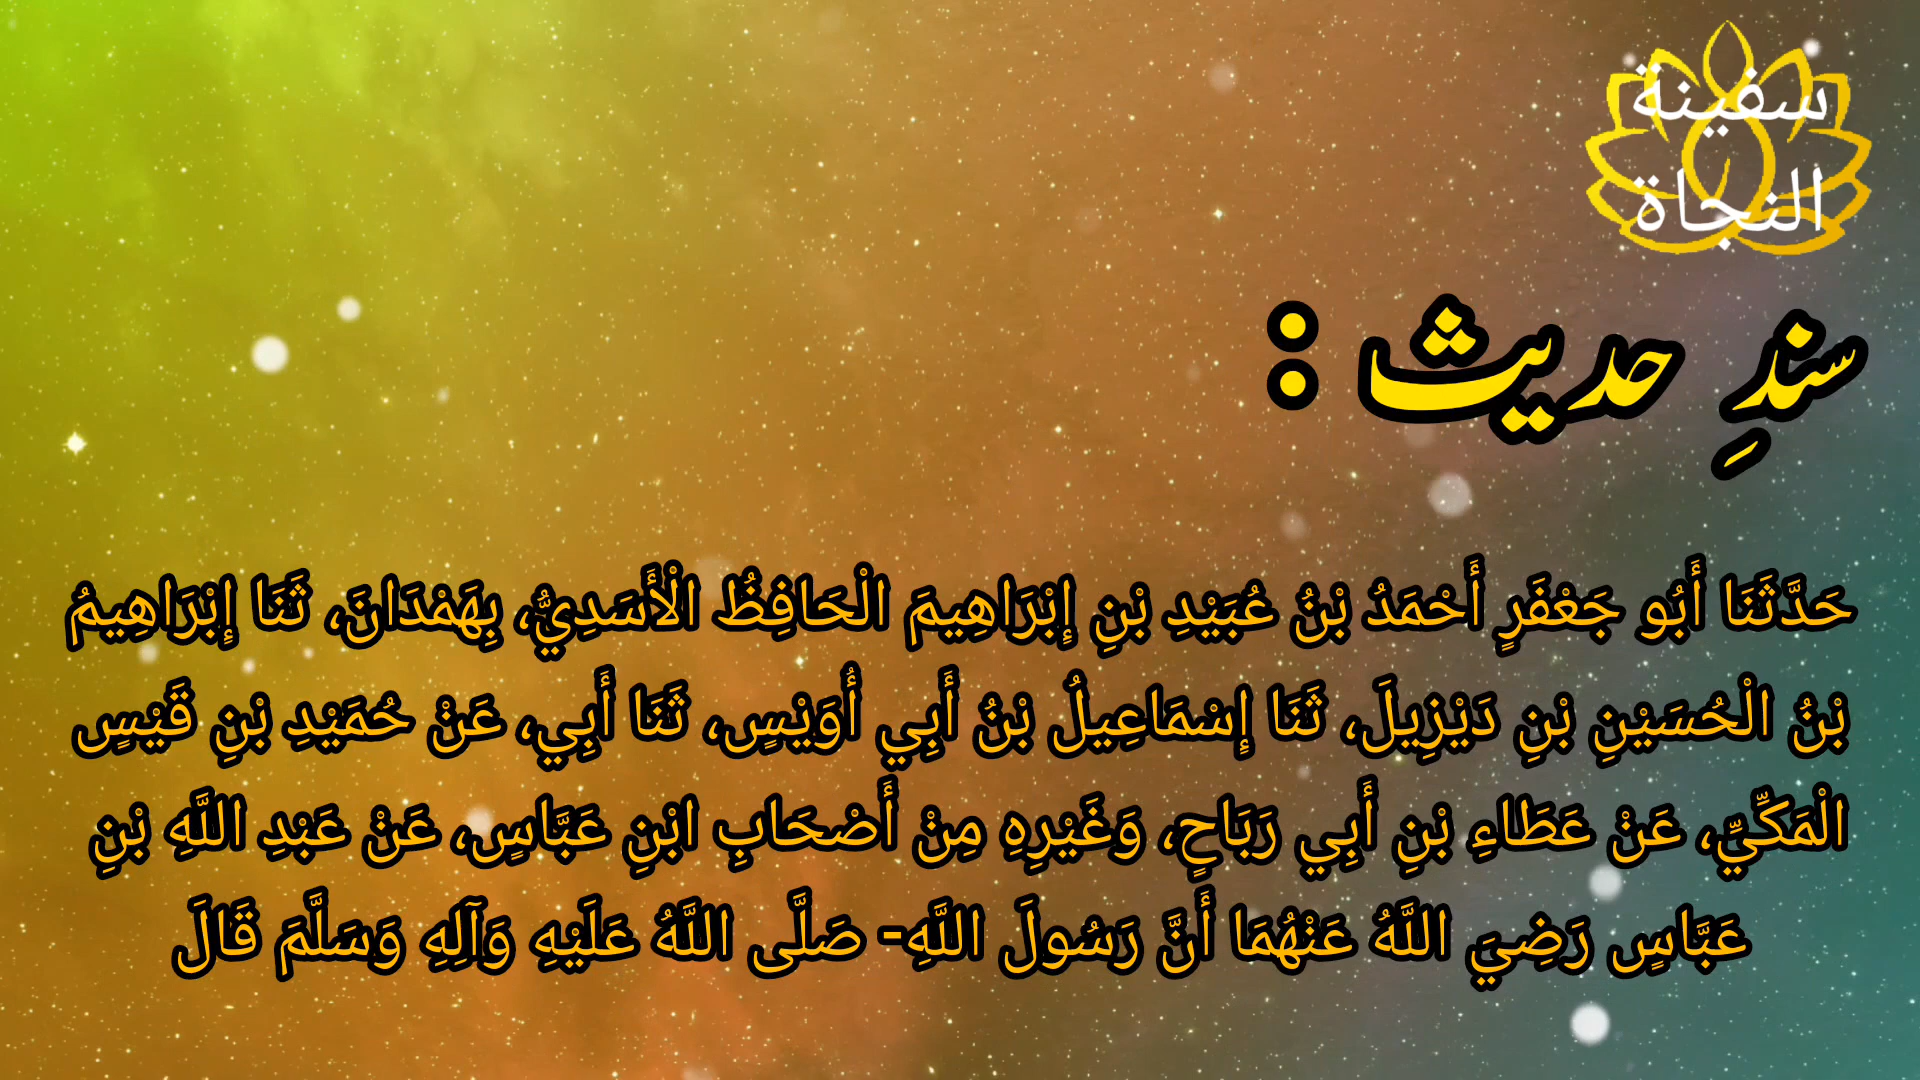 سفينة
النجاة
سندِ حدیث :
حَدَّثَنَا أَبُو جَعْفَرٍ أَحْمَدُ بْنُ عُبَيْدِ بْنِ إِبْرَاهِيمَ الْحَافِظُ الْأَسَدِيُّ، بِهَمْدَانَ، ثَنَا إِبْرَاهِيمُ
بْنُ الْحُسَيْنِ بْنِ دَيْزِيلَ، ثَنَا إِسْمَاعِيلُ بْنُ أَبِي أُوَيْسٍ، ثَنَا أَبِي، عَنْ حُمَيْدِ بْنِ قَيْسٍ
الْمَكِّيِّ، عَنْ عَطَاءِ بْنِ أَبِي رَبَاحٍ، وَغَيْرِهِ مِنْ أَصْحَابِ ابْنِ عَبَّاسٍ، عَنْ عَبْدِ اللَّهِ بْنِ
عَبَّاسٍ رَضِيَ اللَّهُ عَنْهُمَا أَنَّ رَسُولَ اللَّهِ- صَلَّى اللَّهُ عَلَيْهِ وَآلِهِ وَسَلَّمَ قَالَ